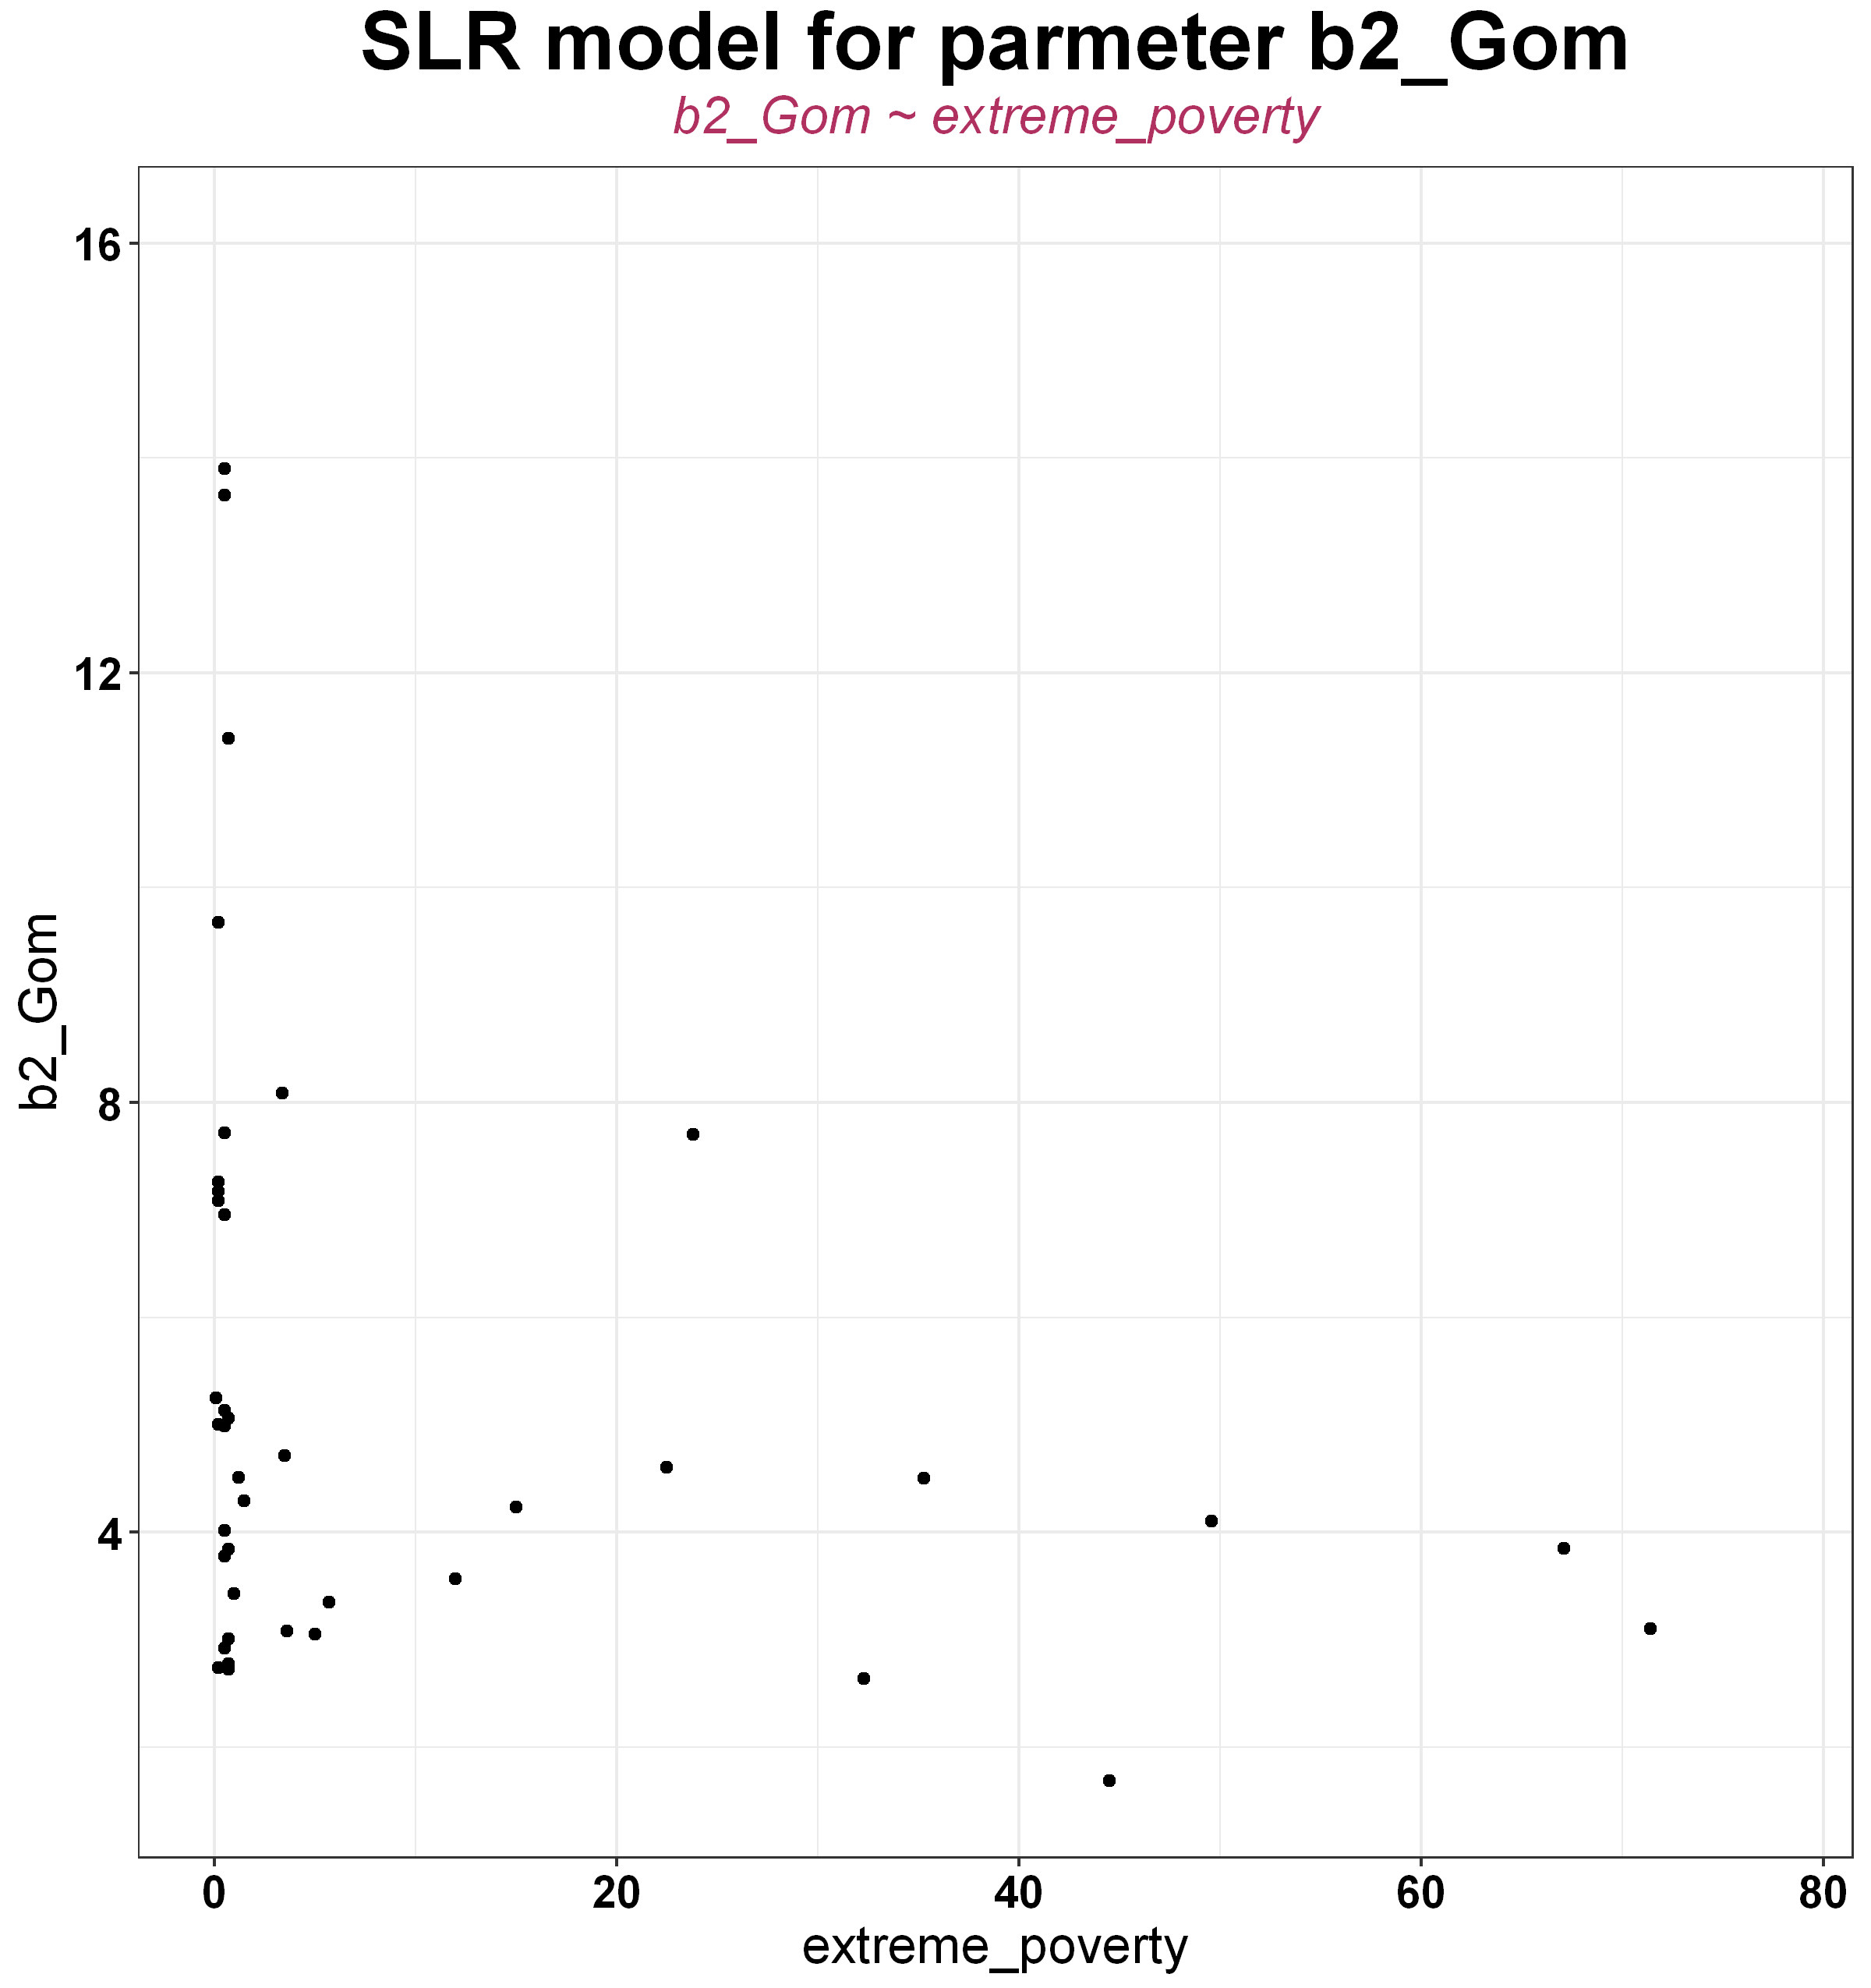 SLR model for parmeter b2_Gom
b2_Gom ~ extreme_poverty
16
12
8
4
b2_Gom
0 20 40 60 80
extreme_poverty